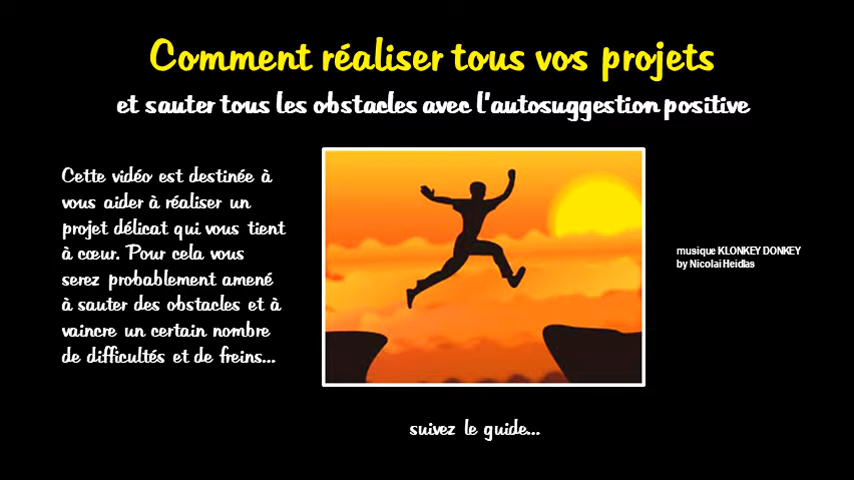 Comment réaliser tous vos projets
et sauter tous les obstacles avec l'autosuggestion positive
Cette vidéo est destinée à
vous aider à réaliser un
projet délicat qui vous tient
à cœur. Pour cela vous
serez probablement amené
à sauter des obstacles et à
vaincre un certain nombre
de difficultés et de freins...
musique KLONKEY DONKEY
by Nicolai Heidlas
suivez le guide...